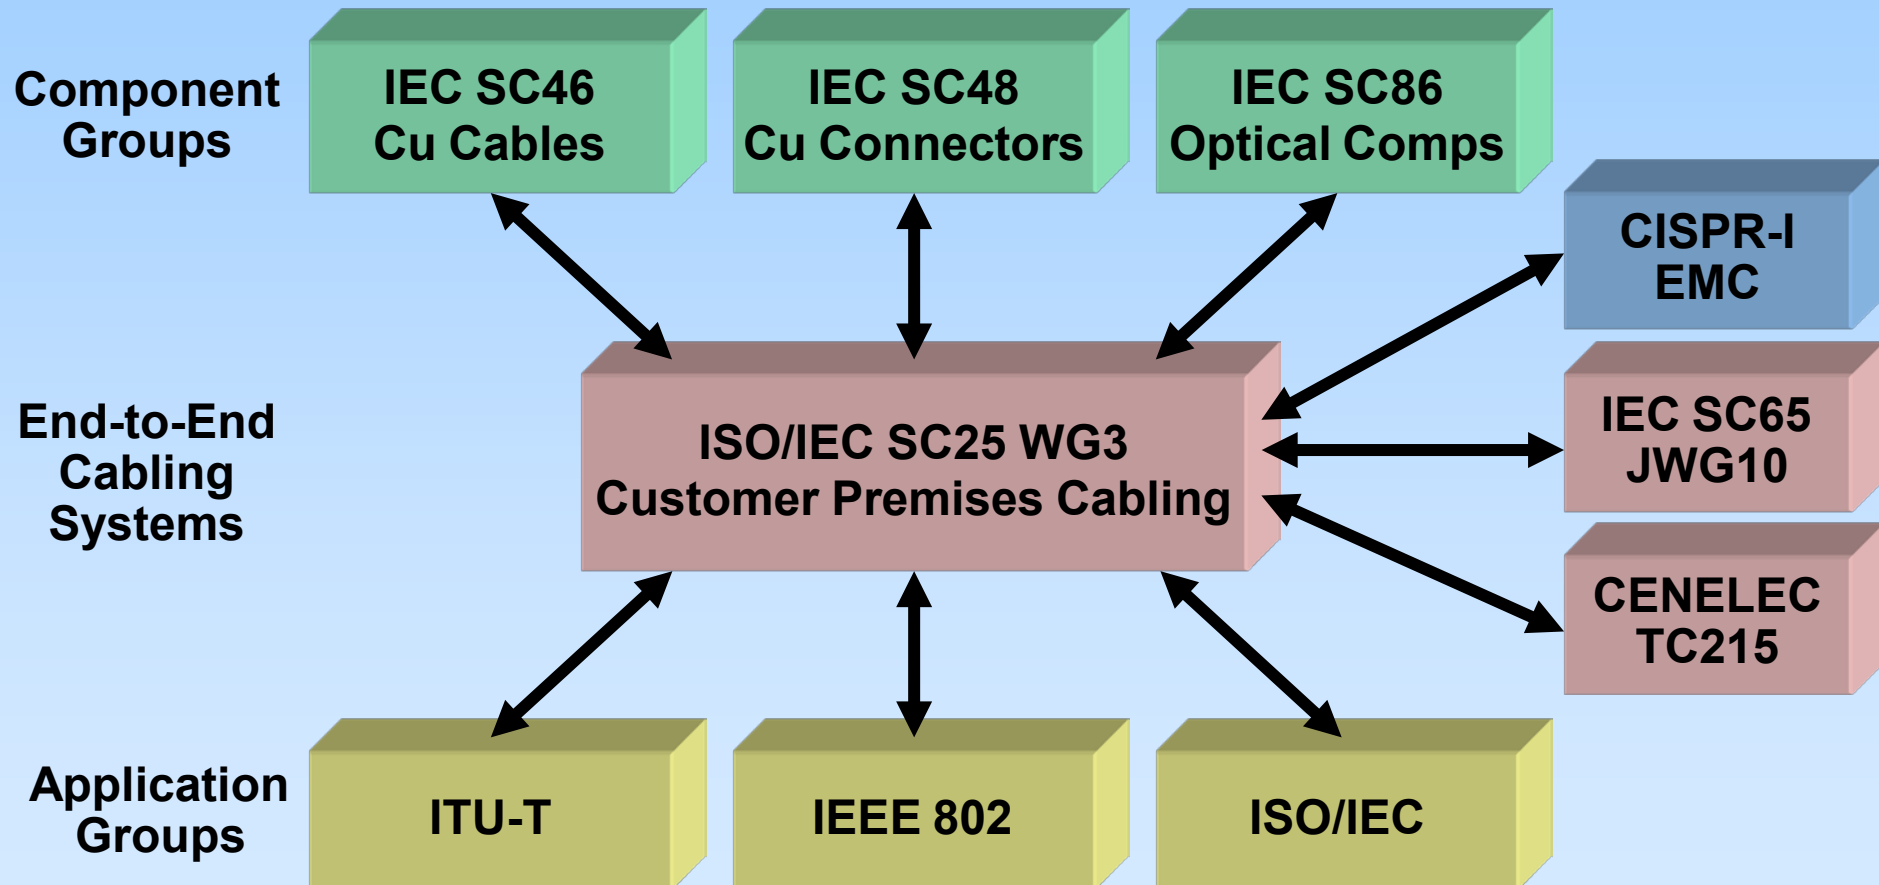 Component
Groups
IEC SC46
Cu Cables
IEC SC48
Cu Connectors
IEC SC86
Optical Comps
CISPR-I
EMC
End-to-End
Cabling
Systems
ISO/IEC SC25 WG3
Customer Premises Cabling
IEC SC65
JWG10
CENELEC
TC215
Application
Groups
ITU-T
IEEE 802
ISO/IEC